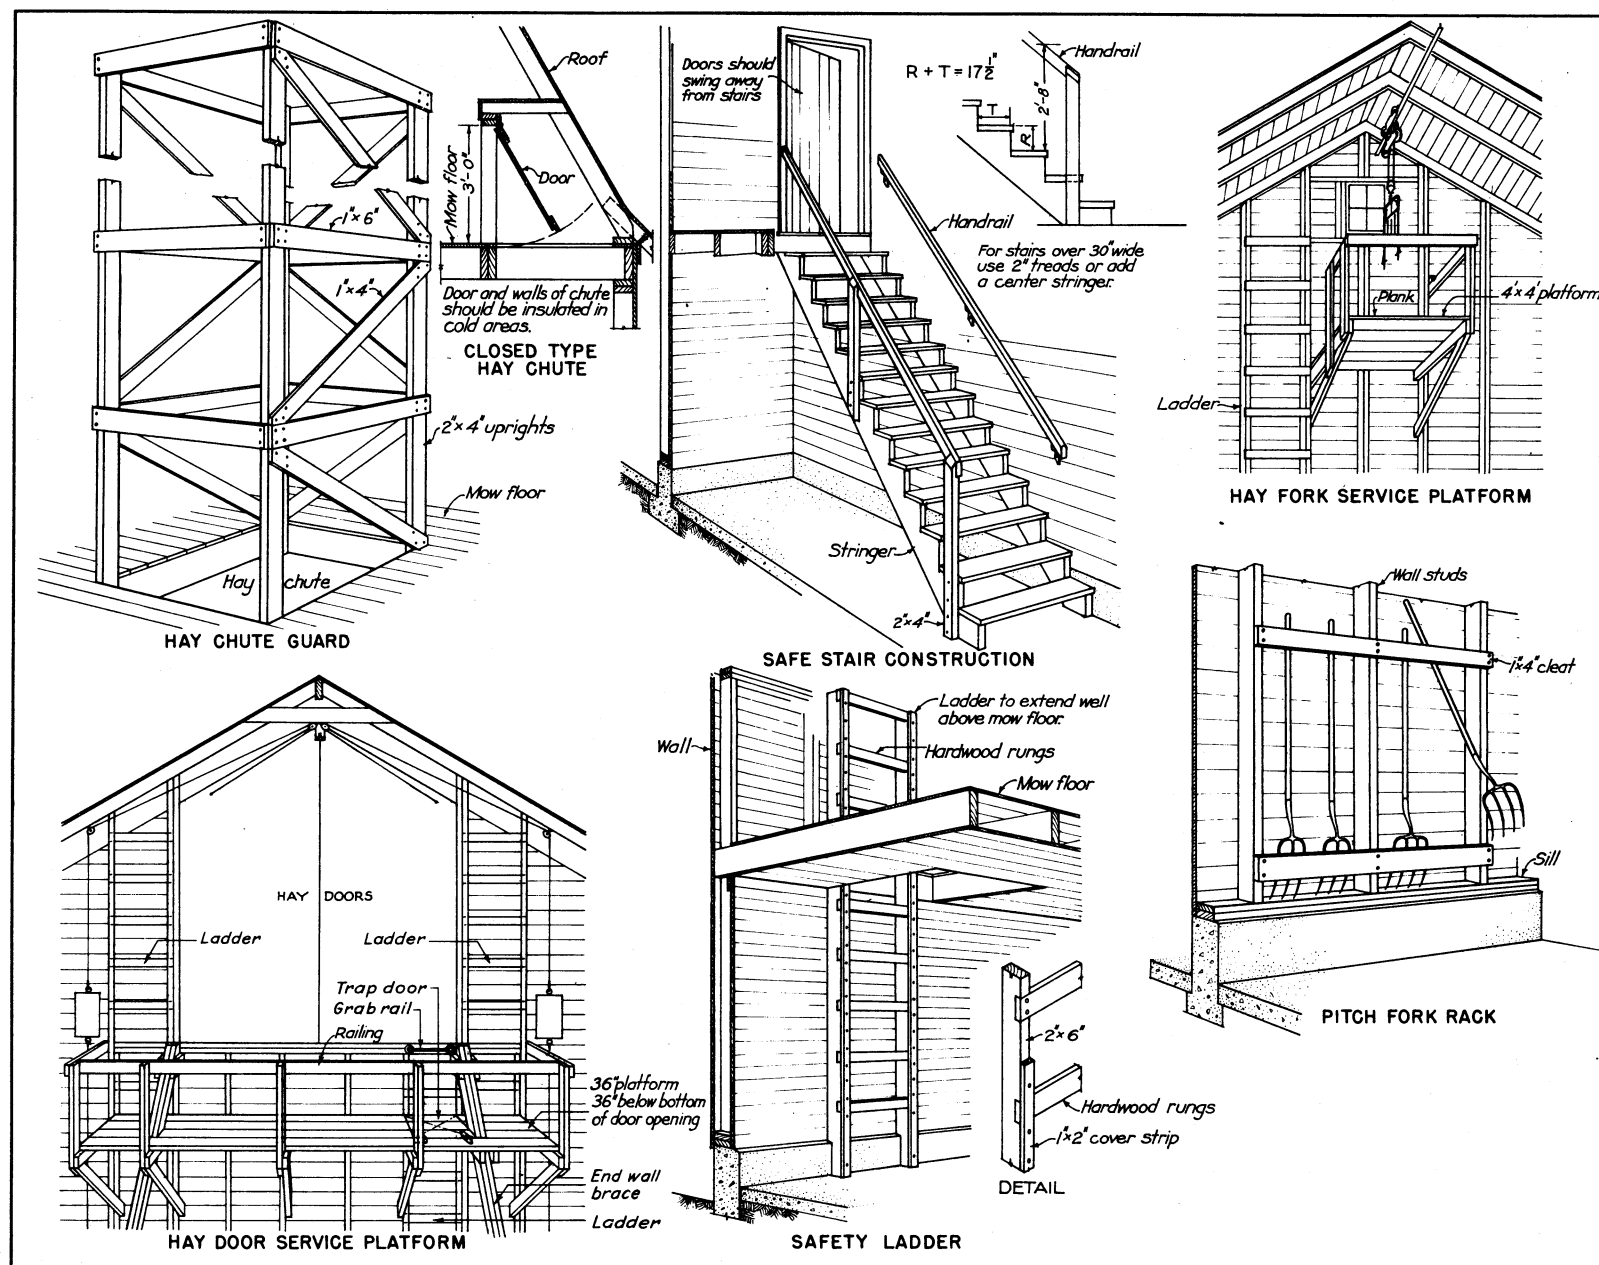 1"×6"
1"×4"
2"×4" uprights
Mow floor
Hay chute
HAY CHUTE GUARD
Roof
Mow floor
3'-0"
Door
Door and walls of chute
should be insulated in
cold areas.
CLOSED TYPE
HAY CHUTE
Doors should
swing away
from stairs
R + T = 17 1/2"
Handrail
2'-8"
T
R
Handrail
For stairs over 30" wide
use 2" treads or add
a center stringer.
Stringer
2"×4"
SAFE STAIR CONSTRUCTION
Plank
4'×4' platform
Ladder
HAY FORK SERVICE PLATFORM
Wall studs
1"×4" cleat
Sill
PITCH FORK RACK
HAY DOORS
Ladder
Ladder
Trap door
Grab rail
Railing
36" platform
36" below bottom
of door opening
End wall
brace
Ladder
HAY DOOR SERVICE PLATFORM
Wall
Ladder to extend well
above mow floor.
Hardwood rungs
Mow floor
2"×6"
Hardwood rungs
1"×2" cover strip
DETAIL
SAFETY LADDER